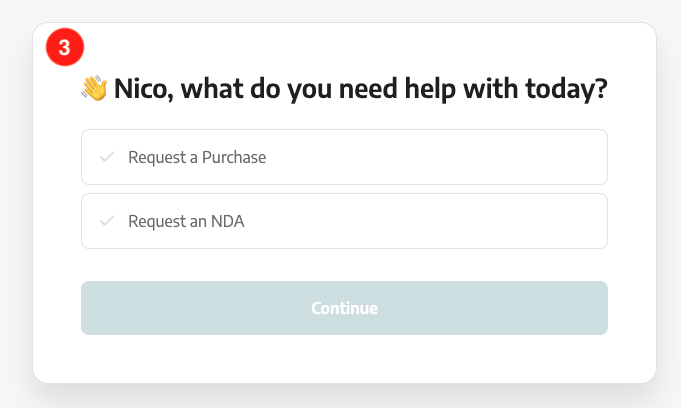 3
👋 Nico, what do you need help with today?
Request a Purchase
Request an NDA
Continue